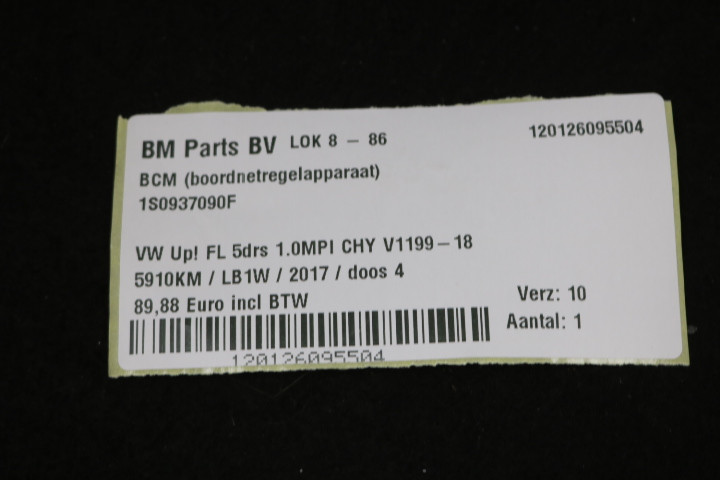 BM Parts BV LOK 8 - 86 120126095504
BCM (boordnetregelapparaat)
1S0937090F
VW Up! FL 5drs 1.0MPI CHY V1199-18
5910KM / LB1W / 2017 / doos 4
89,88 Euro incl BTW Verz: 10
Aantal: 1
120126095504